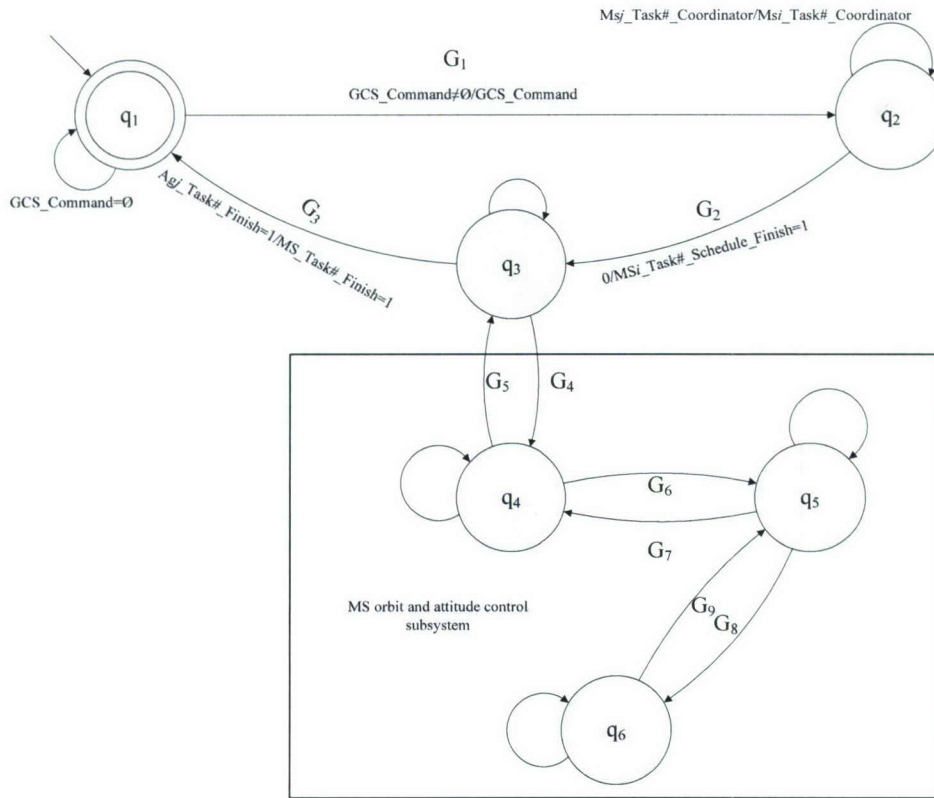 Msj_Task#_Coordinator/Msi_Task#_Coordinator
G₁
GCS_Command≠Ø/GCS_Command
q₁
q₂
GCS_Command=Ø
Agj_Task#_Finish=1/MS_Task#_Finish=1
G₃
G₂
0/MSi_Task#_Schedule_Finish=1
q₃
G₅
G₄
q₄
G₆
q₅
G₇
MS orbit and attitude control
subsystem
G₉
G₈
q₆